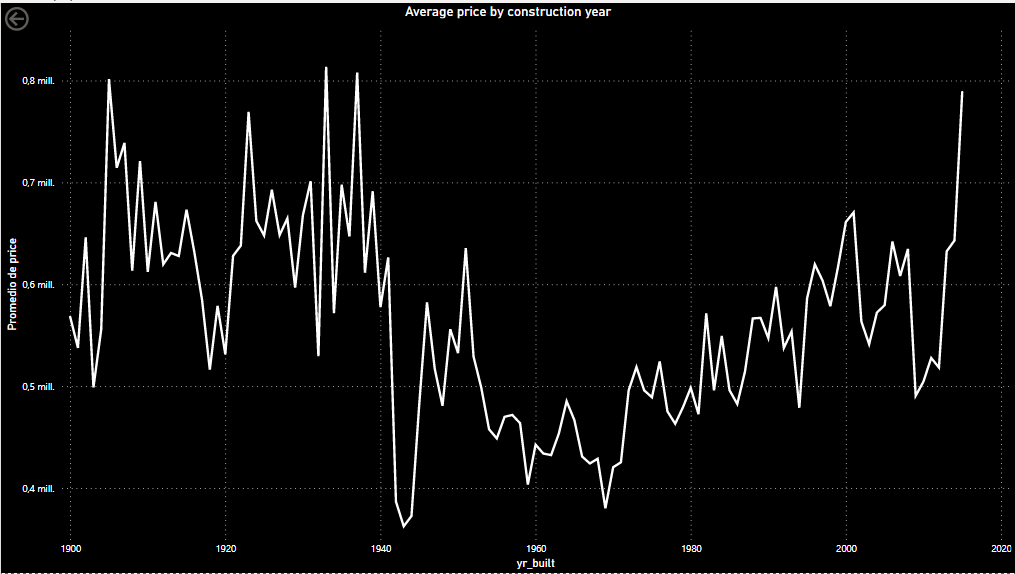 Average price by construction year
0,8 mill.
0,7 mill.
0,6 mill.
0,5 mill.
0,4 mill.
Promedio de price
1900 1920 1940 1960 1980 2000 2020
yr_built